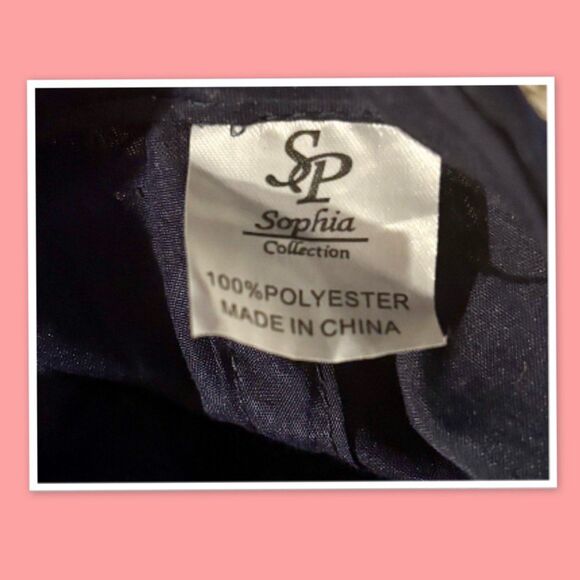 SP
Sophia
Collection
100%POLYESTER
MADE IN CHINA